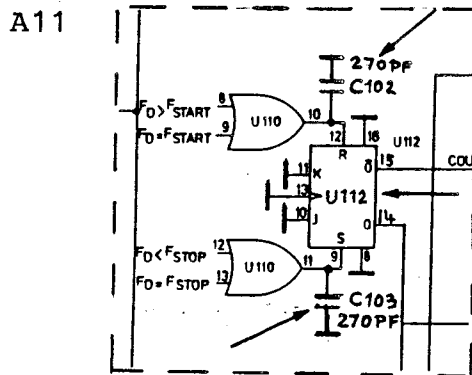 A11
270PF
C102
FD>FSTART
8
U110
10
FD=FSTART
9
12
16
U112
R
11
K
Q̅
15
COU
13
U112
10
J
Q
14
S
FD<FSTOP
12
U110
11
9
8
FD=FSTOP
13
C103
270PF